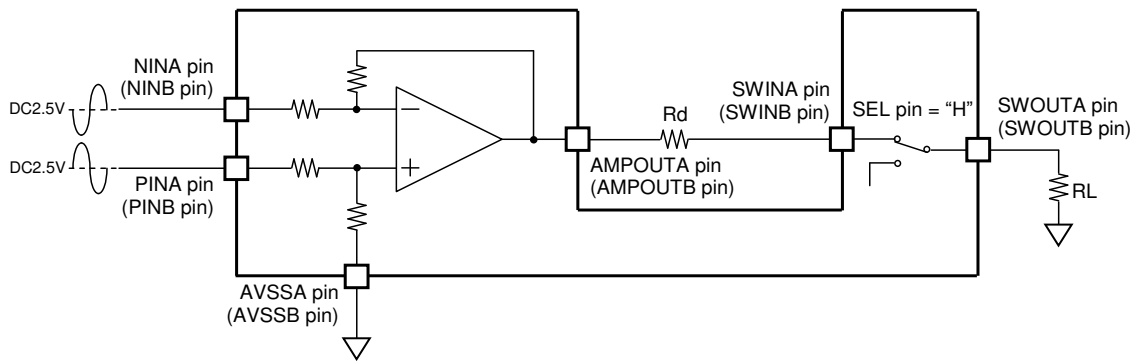 NINA pin
(NINB pin)
DC2.5V
DC2.5V
PINA pin
(PINB pin)
AVSSA pin
(AVSSB pin)
AMPOUTA pin
(AMPOUTB pin)
Rd
SWINA pin
(SWINB pin)
SEL pin = “H”
SWOUTA pin
(SWOUTB pin)
RL